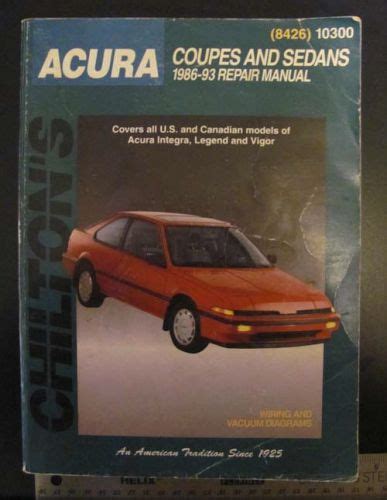 (8426) 10300
ACURA
COUPES AND SEDANS
1986-93 REPAIR MANUAL
Covers all U.S. and Canadian models of
Acura Integra, Legend and Vigor
CHILTON'S
WIRING AND
VACUUM DIAGRAMS
An American Tradition Since 1925
HELIX
STE